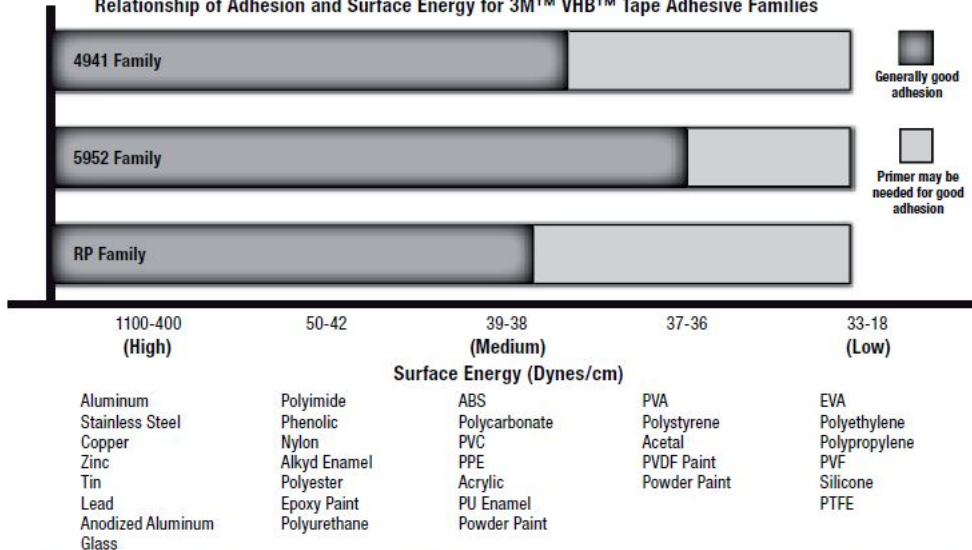 Relationship of Adhesion and Surface Energy for 3M™ VHB™ Tape Adhesive Families
4941 Family
Generally good
adhesion
5952 Family
Primer may be
needed for good
adhesion
RP Family
1100-400
(High)
50-42
39-38
(Medium)
37-36
33-18
(Low)
Surface Energy (Dynes/cm)
Aluminum
Stainless Steel
Copper
Zinc
Tin
Lead
Anodized Aluminum
Glass
Polyimide
Phenolic
Nylon
Alkyd Enamel
Polyester
Epoxy Paint
Polyurethane
ABS
Polycarbonate
PVC
PPE
Acrylic
PU Enamel
Powder Paint
PVA
Polystyrene
Acetal
PVDF Paint
Powder Paint
EVA
Polyethylene
Polypropylene
PVF
Silicone
PTFE